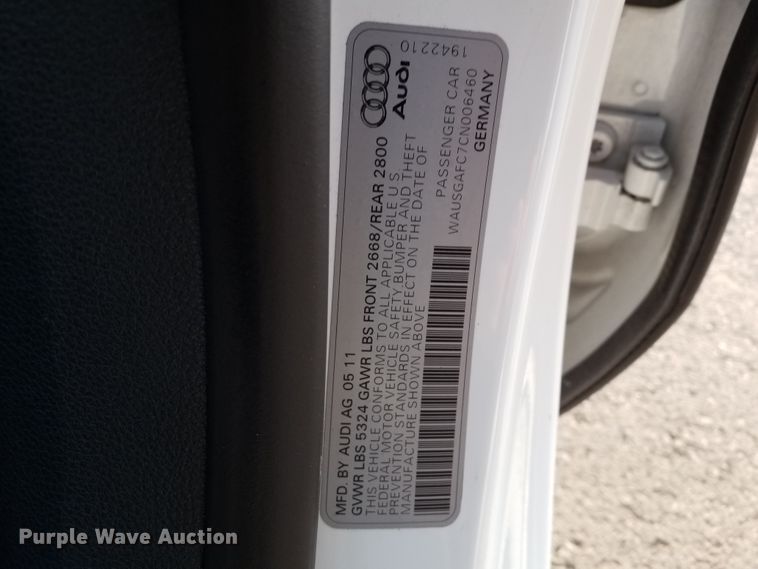 MFD. BY AUDI AG 05 11
GVWR LBS 5324 GAWR LBS FRONT 2668/REAR 2800
THIS VEHICLE CONFORMS TO ALL APPLICABLE U S
FEDERAL MOTOR VEHICLE SAFETY, BUMPER AND THEFT
PREVENTION STANDARDS IN EFFECT ON THE DATE OF
MANUFACTURE SHOWN ABOVE
PASSENGER CAR
WAUSGAFC7CN006460
GERMANY
Audi
1942210
Purple Wave Auction